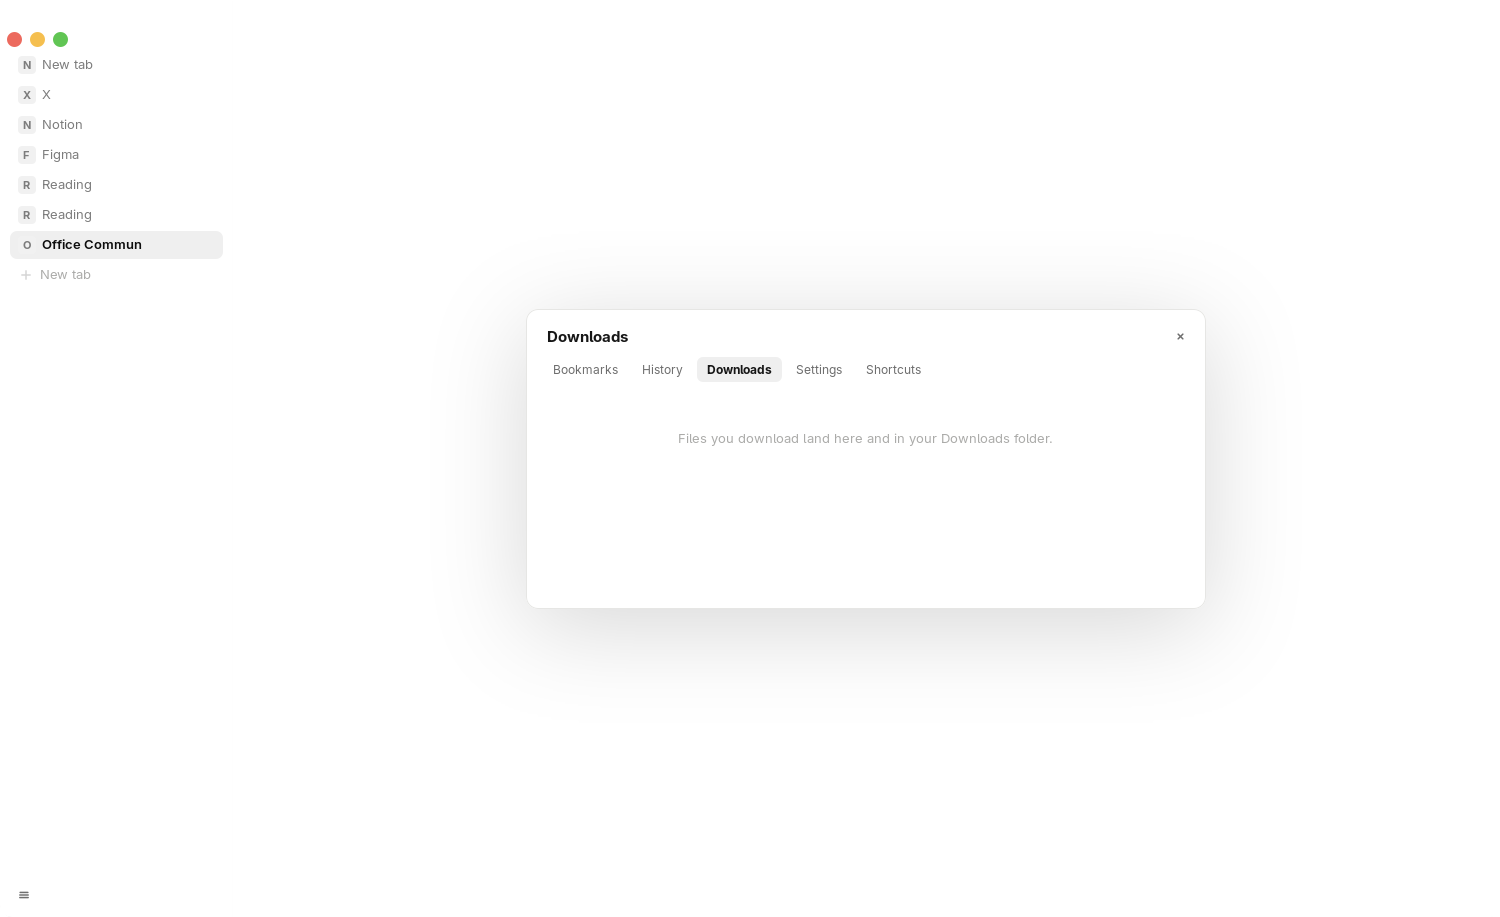 N New tab
X X
N Notion
F Figma
R Reading
R Reading
O Office Commun
+ New tab
Downloads ×
Bookmarks History Downloads Settings Shortcuts
Files you download land here and in your Downloads folder.